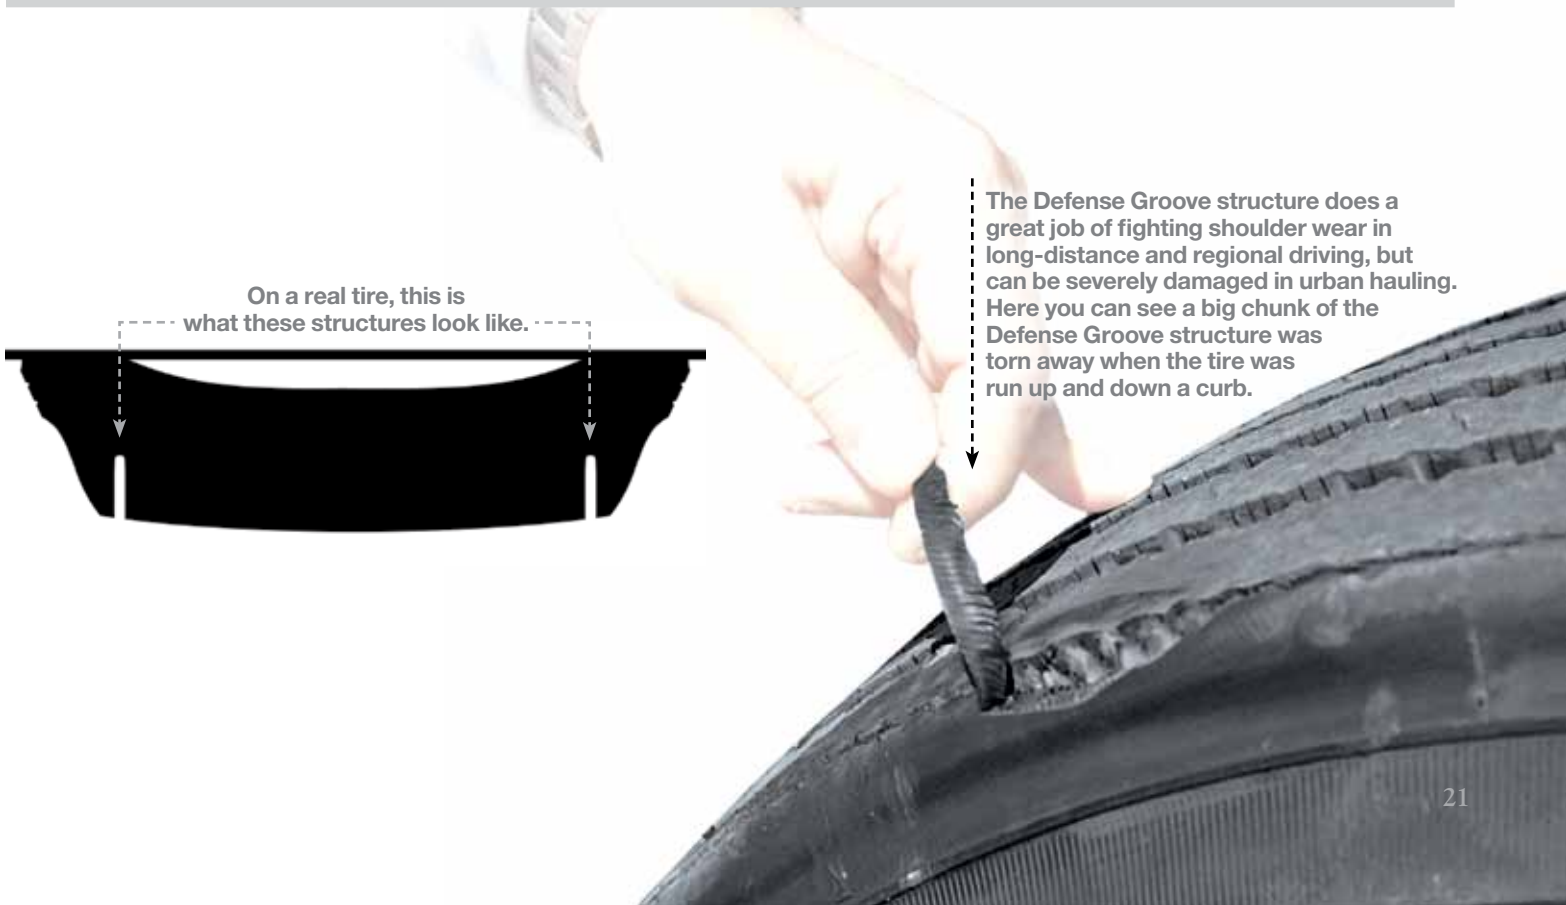 On a real tire, this is
what these structures look like.
The Defense Groove structure does a
great job of fighting shoulder wear in
long-distance and regional driving, but
can be severely damaged in urban hauling.
Here you can see a big chunk of the
Defense Groove structure was
torn away when the tire was
run up and down a curb.
21